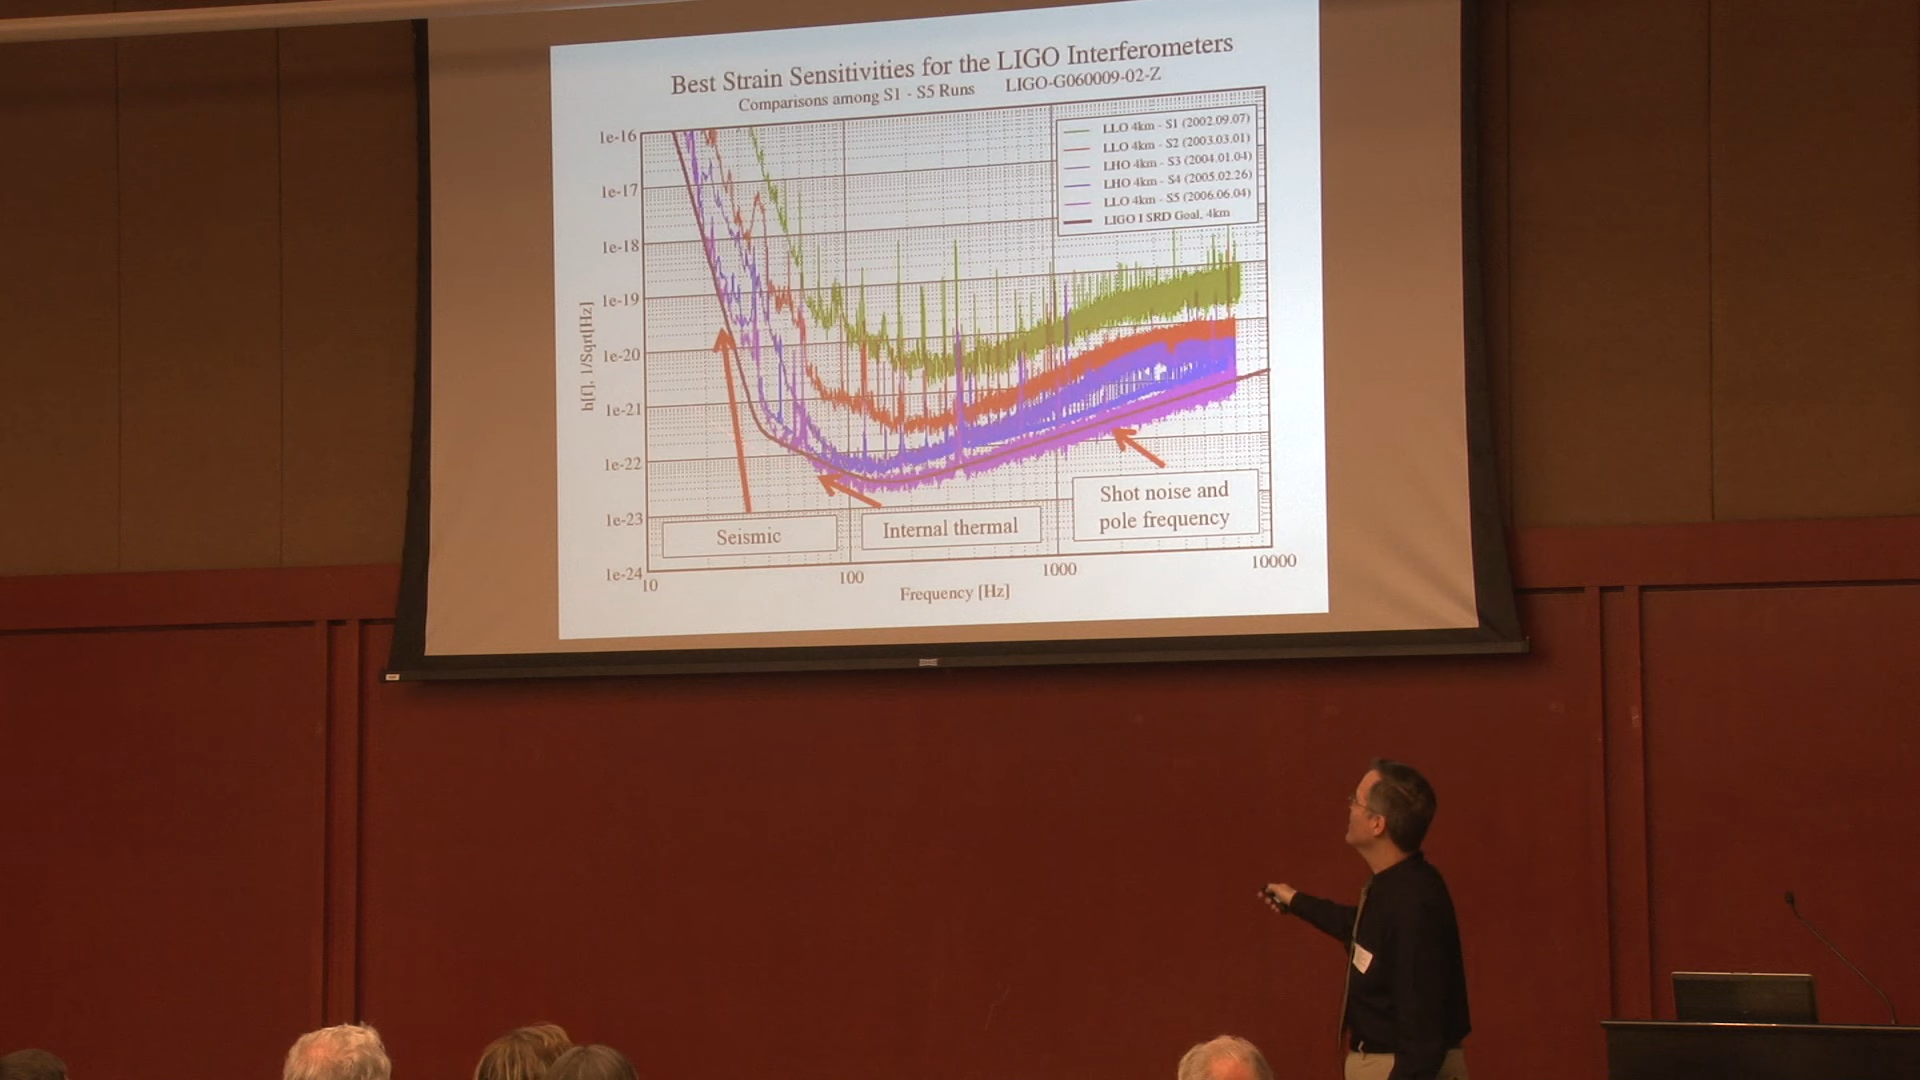 Best Strain Sensitivities for the LIGO Interferometers
Comparisons among S1 - S5 Runs LIGO-G060009-02-Z
LLO 4km - S1 (2002.09.07)
LLO 4km - S2 (2003.03.01)
LHO 4km - S3 (2004.01.04)
LHO 4km - S4 (2005.02.26)
LLO 4km - S5 (2006.06.04)
LIGO I SRD Goal, 4km
1e-16
1e-17
1e-18
1e-19
1e-20
1e-21
1e-22
1e-23
1e-24
h[f], 1/Sqrt[Hz]
Seismic
Internal thermal
Shot noise and
pole frequency
10
100
1000
10000
Frequency [Hz]